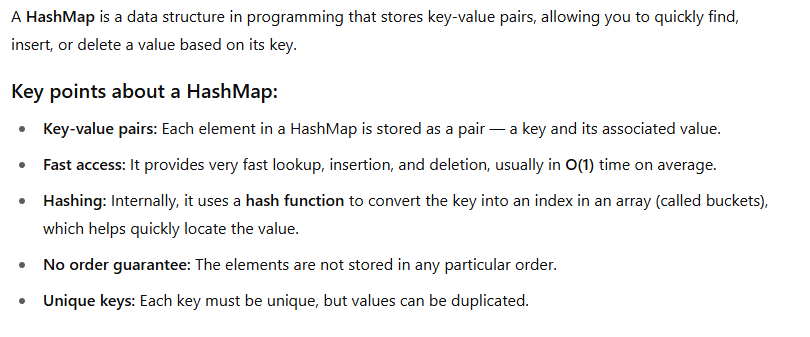 A HashMap is a data structure in programming that stores key-value pairs, allowing you to quickly find,
insert, or delete a value based on its key.
Key points about a HashMap:
• Key-value pairs: Each element in a HashMap is stored as a pair — a key and its associated value.
• Fast access: It provides very fast lookup, insertion, and deletion, usually in O(1) time on average.
• Hashing: Internally, it uses a hash function to convert the key into an index in an array (called buckets),
which helps quickly locate the value.
• No order guarantee: The elements are not stored in any particular order.
• Unique keys: Each key must be unique, but values can be duplicated.